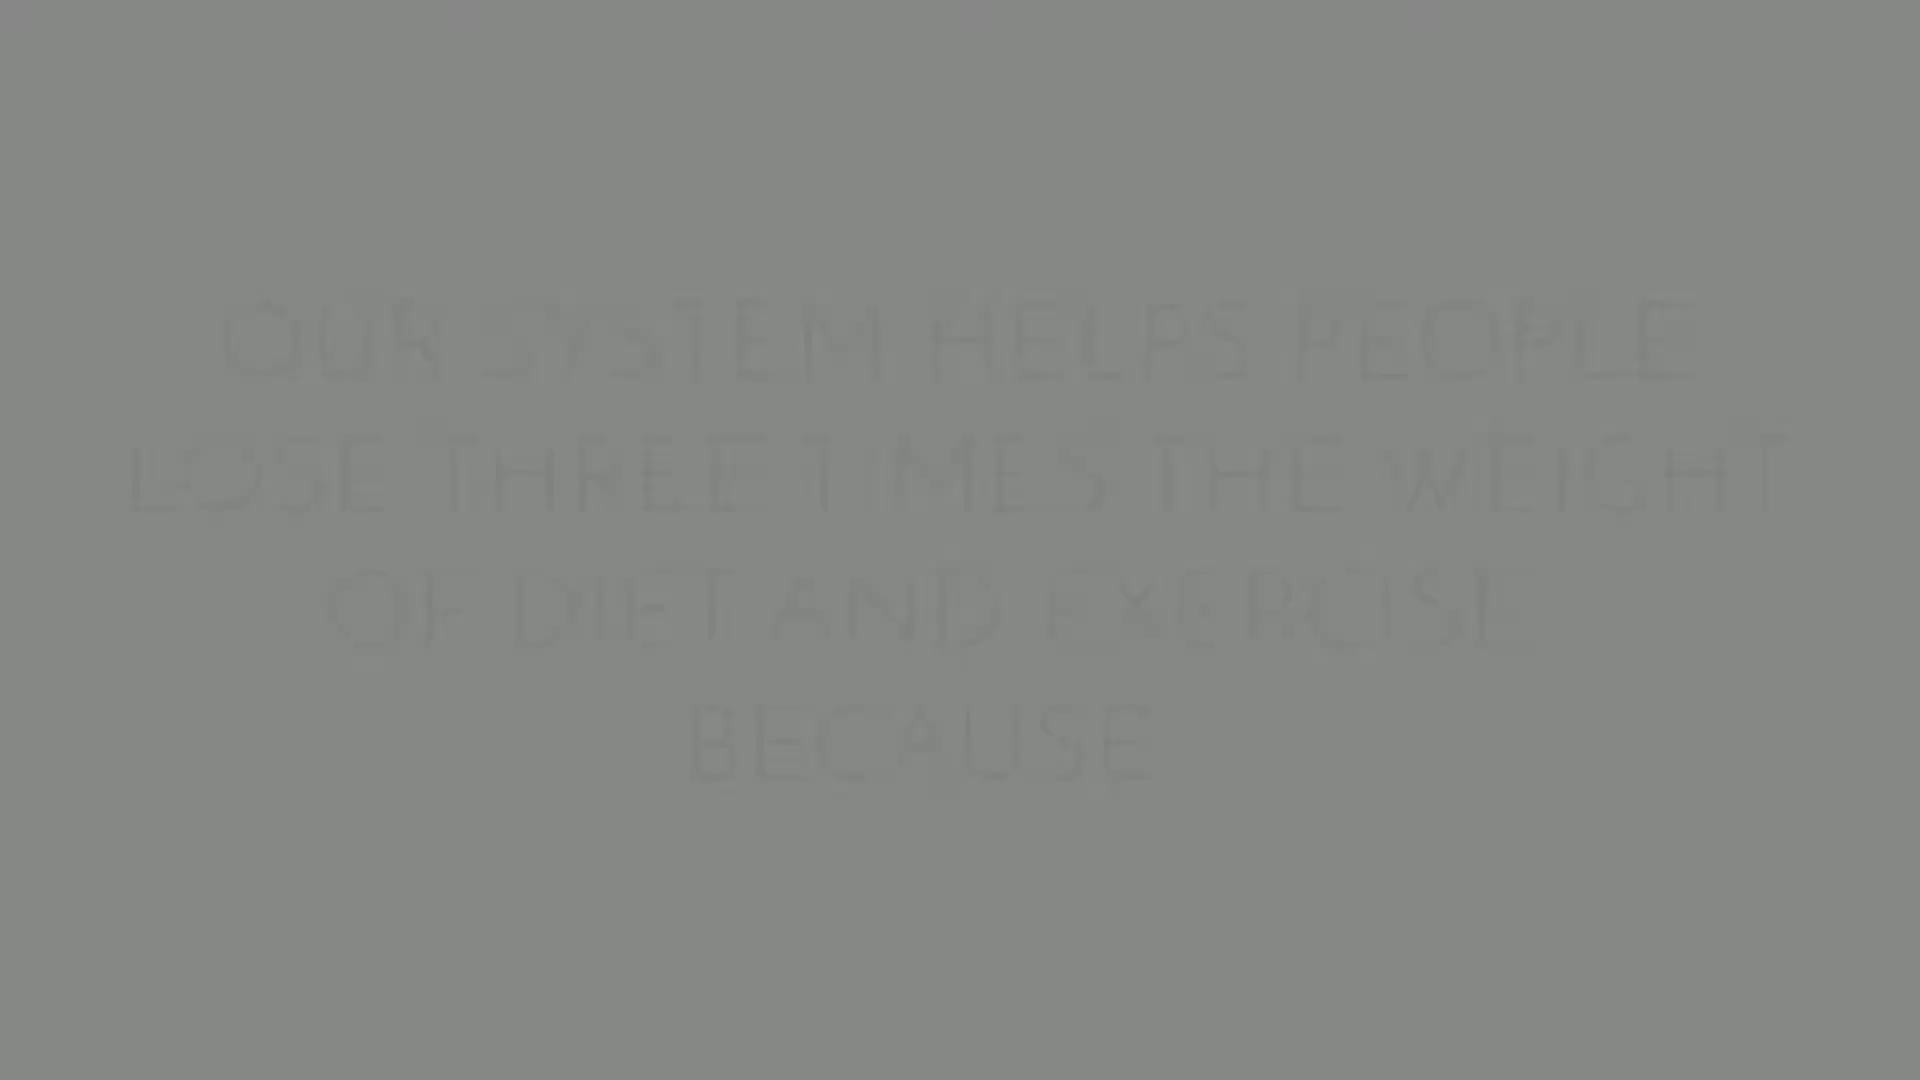 OUR SYSTEM HELPS PEOPLE
LOSE THREE TIMES THE WEIGHT
OF DIET AND EXERCISE
BECAUSE